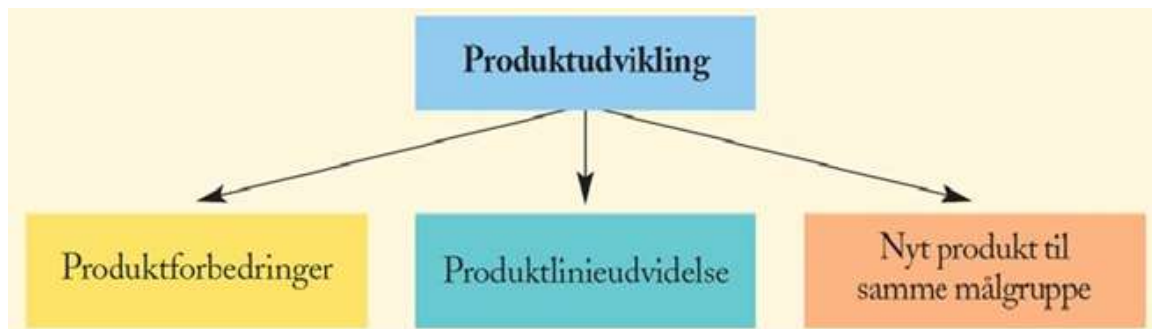 Produktudvikling
Produktforbedringer
Produktlinieudvidelse
Nyt produkt til
samme målgruppe